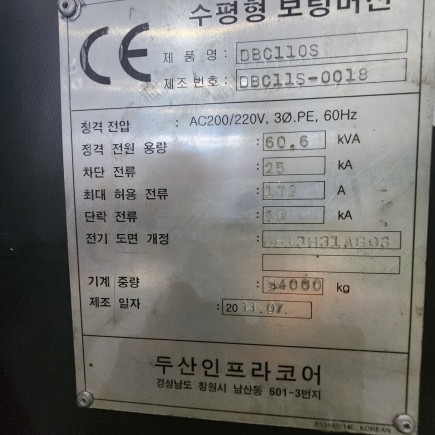 수평형 보링머신
CE
제 품 명 : DBC110S
제조 번호 : DBC11S-0018
정격 전압 : AC200/220V, 3Ø.PE, 60Hz
정격 전원 용량 : 60.6 kVA
차단 전류 : 25 kA
최대 허용 전류 : 172 A
단락 전류 : kA
전기 도면 개정 :
기계 중량 : 34000 kg
제조 일자 : 2011.07.
두산인프라코어
경상남도 창원시 남산동 601-3번지